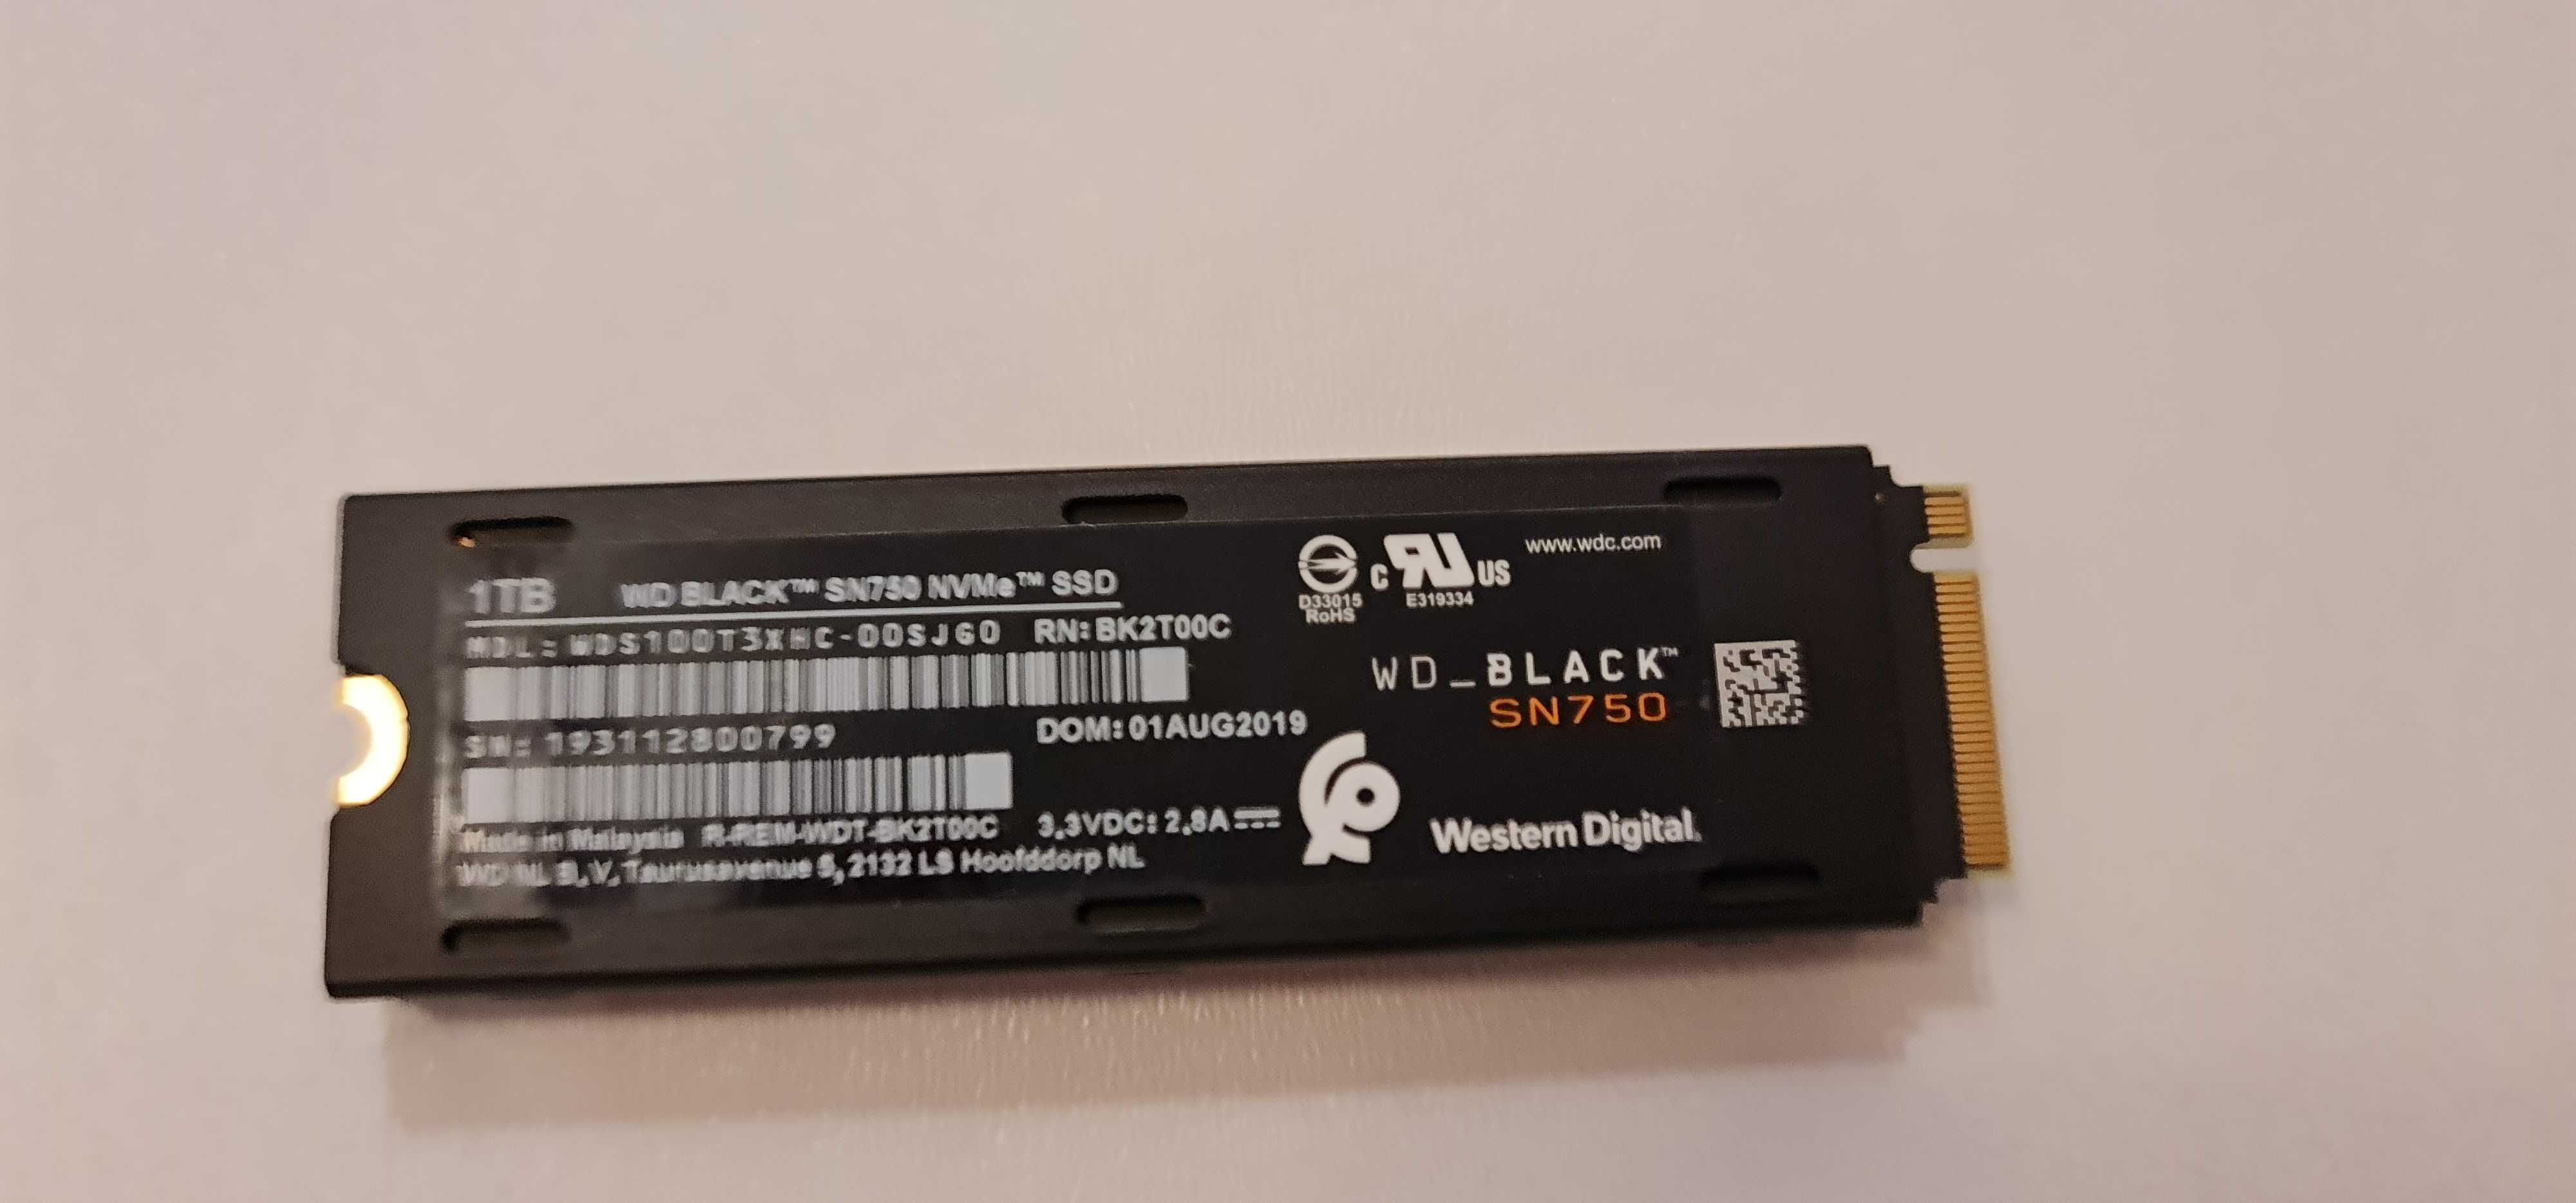 1TB WD BLACK™ SN750 NVMe™ SSD
MDL: WDS100T3XHC-00SJG0 RN: BK2T00C
SN: 193112800799 DOM: 01AUG2019
Made in Malaysia R-REM-WDT-BK2T00C 3.3VDC: 2.8A
WD NL B.V, Taurusavenue 5, 2132 LS Hoofddorp NL
D33015
RoHS
c RU US
E319334
www.wdc.com
WD_BLACK™
SN750
Western Digital.